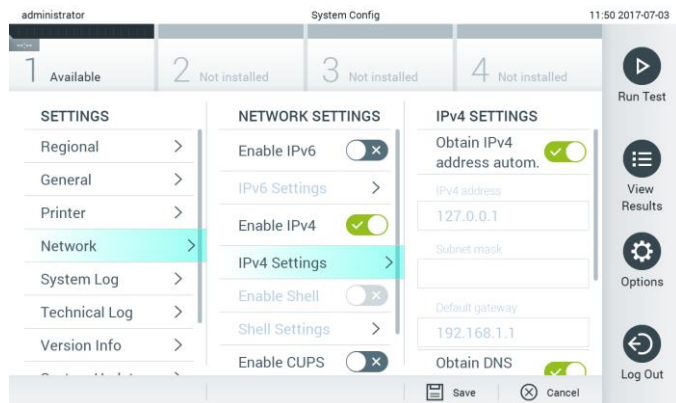 administrator
System Config
11:50 2017-07-03
--:--
1 Available
2 Not installed
3 Not installed
4 Not installed
Run Test
SETTINGS
Regional
General
Printer
Network
System Log
Technical Log
Version Info
NETWORK SETTINGS
Enable IPv6
IPv6 Settings
Enable IPv4
IPv4 Settings
Enable Shell
Shell Settings
Enable CUPS
IPv4 SETTINGS
Obtain IPv4
address autom.
IPv4 address
127.0.0.1
Subnet mask
Default gateway
192.168.1.1
Obtain DNS
View
Results
Options
Log Out
Save
Cancel